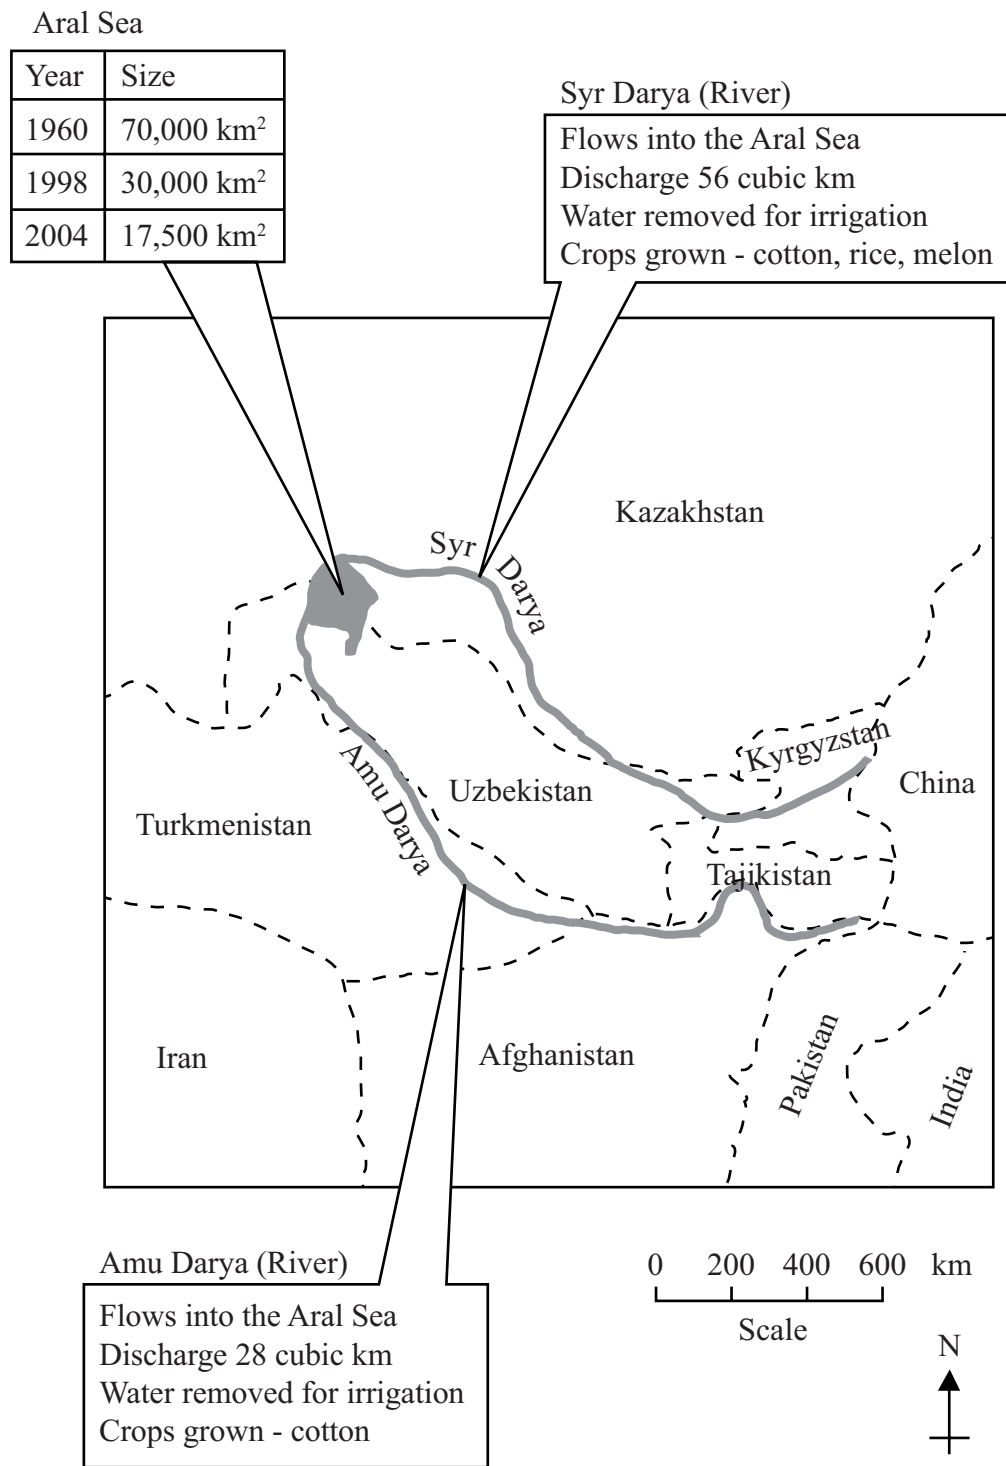 Aral Sea
Year Size
1960 70,000 km²
1998 30,000 km²
2004 17,500 km²
Syr Darya (River)
Flows into the Aral Sea
Discharge 56 cubic km
Water removed for irrigation
Crops grown - cotton, rice, melon
Kazakhstan
Syr Darya
Kyrgyzstan
China
Uzbekistan
Amu Darya
Turkmenistan
Tajikistan
Iran
Afghanistan
Pakistan
India
Amu Darya (River)
Flows into the Aral Sea
Discharge 28 cubic km
Water removed for irrigation
Crops grown - cotton
0 200 400 600 km
Scale
N